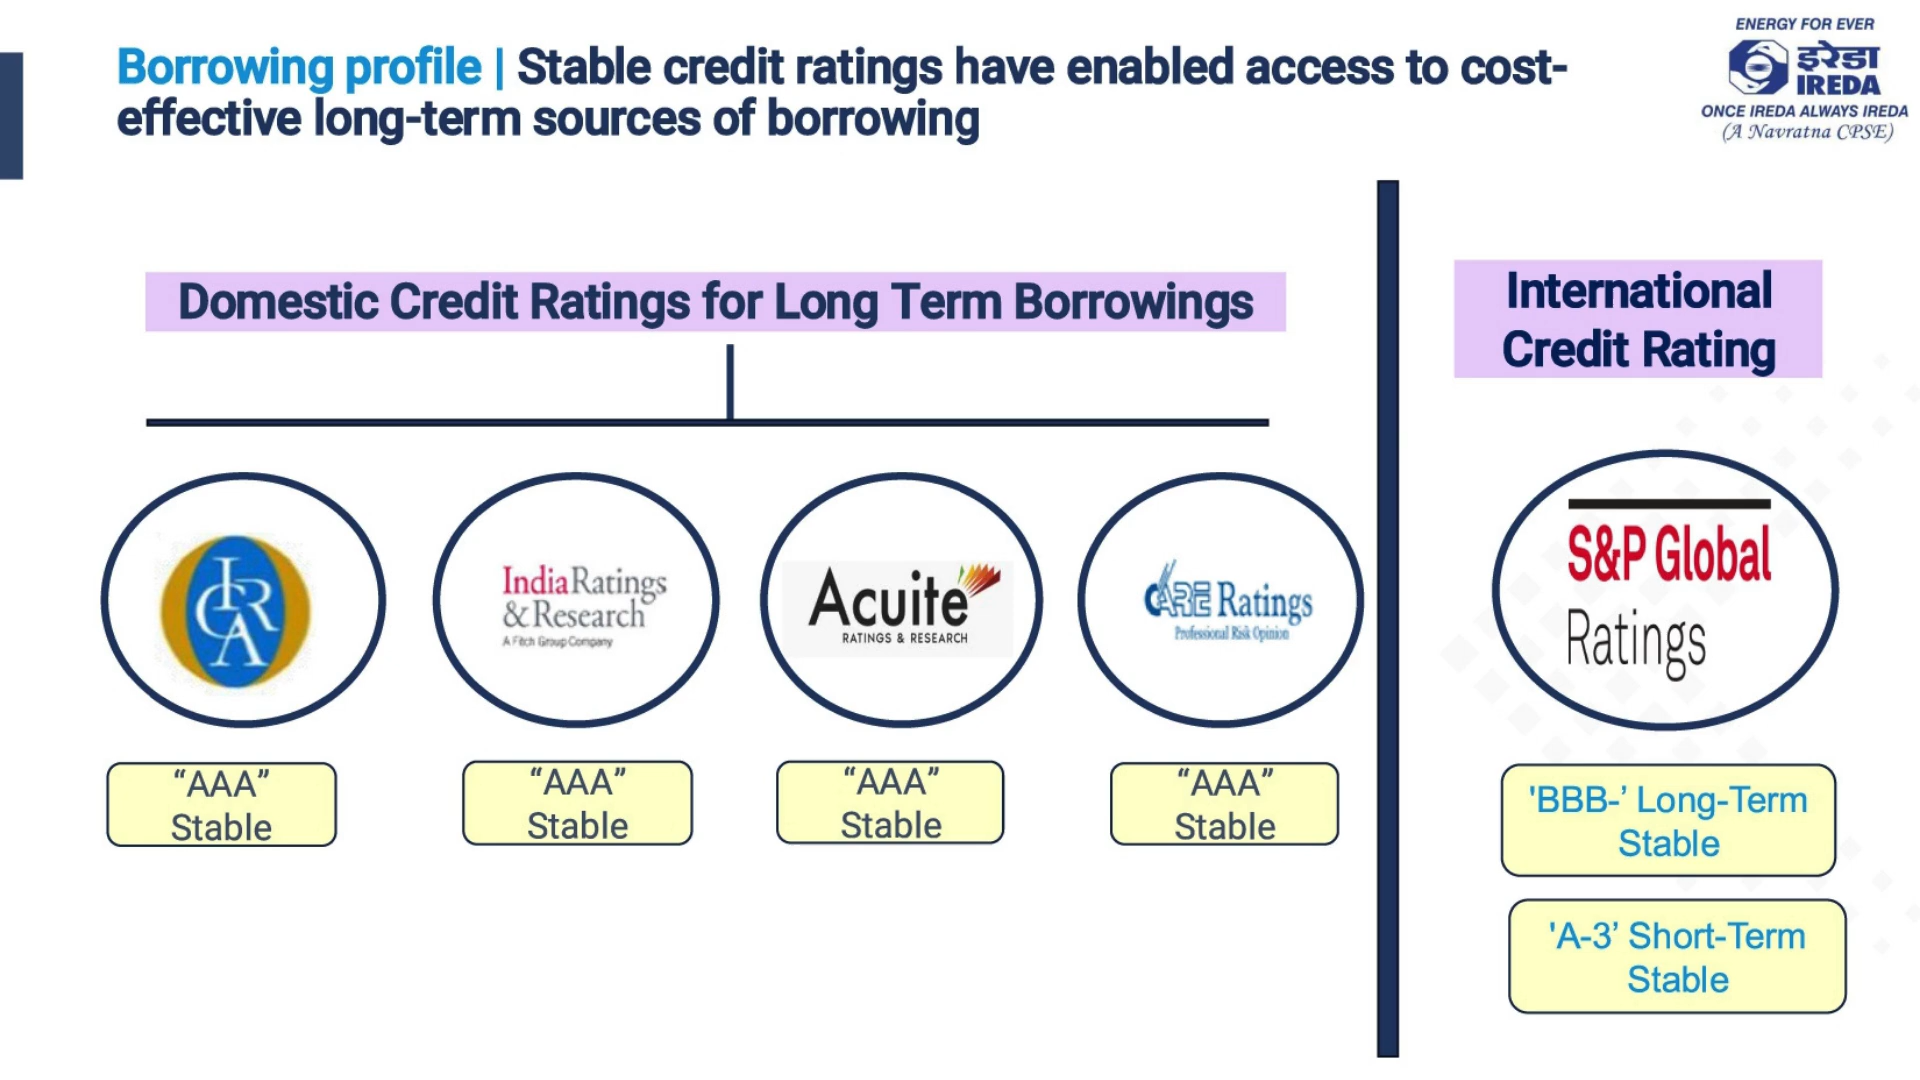 Borrowing profile | Stable credit ratings have enabled access to cost-
effective long-term sources of borrowing
ENERGY FOR EVER
इरेडा
IREDA
ONCE IREDA ALWAYS IREDA
(A Navratna CPSE)
Domestic Credit Ratings for Long Term Borrowings
International
Credit Rating
ICRA
IndiaRatings
& Research
A Fitch Group Company
Acuite
RATINGS & RESEARCH
CARE Ratings
Professional Risk Opinion
S&P Global
Ratings
“AAA”
Stable
“AAA”
Stable
“AAA”
Stable
“AAA”
Stable
'BBB-’ Long-Term
Stable
'A-3’ Short-Term
Stable